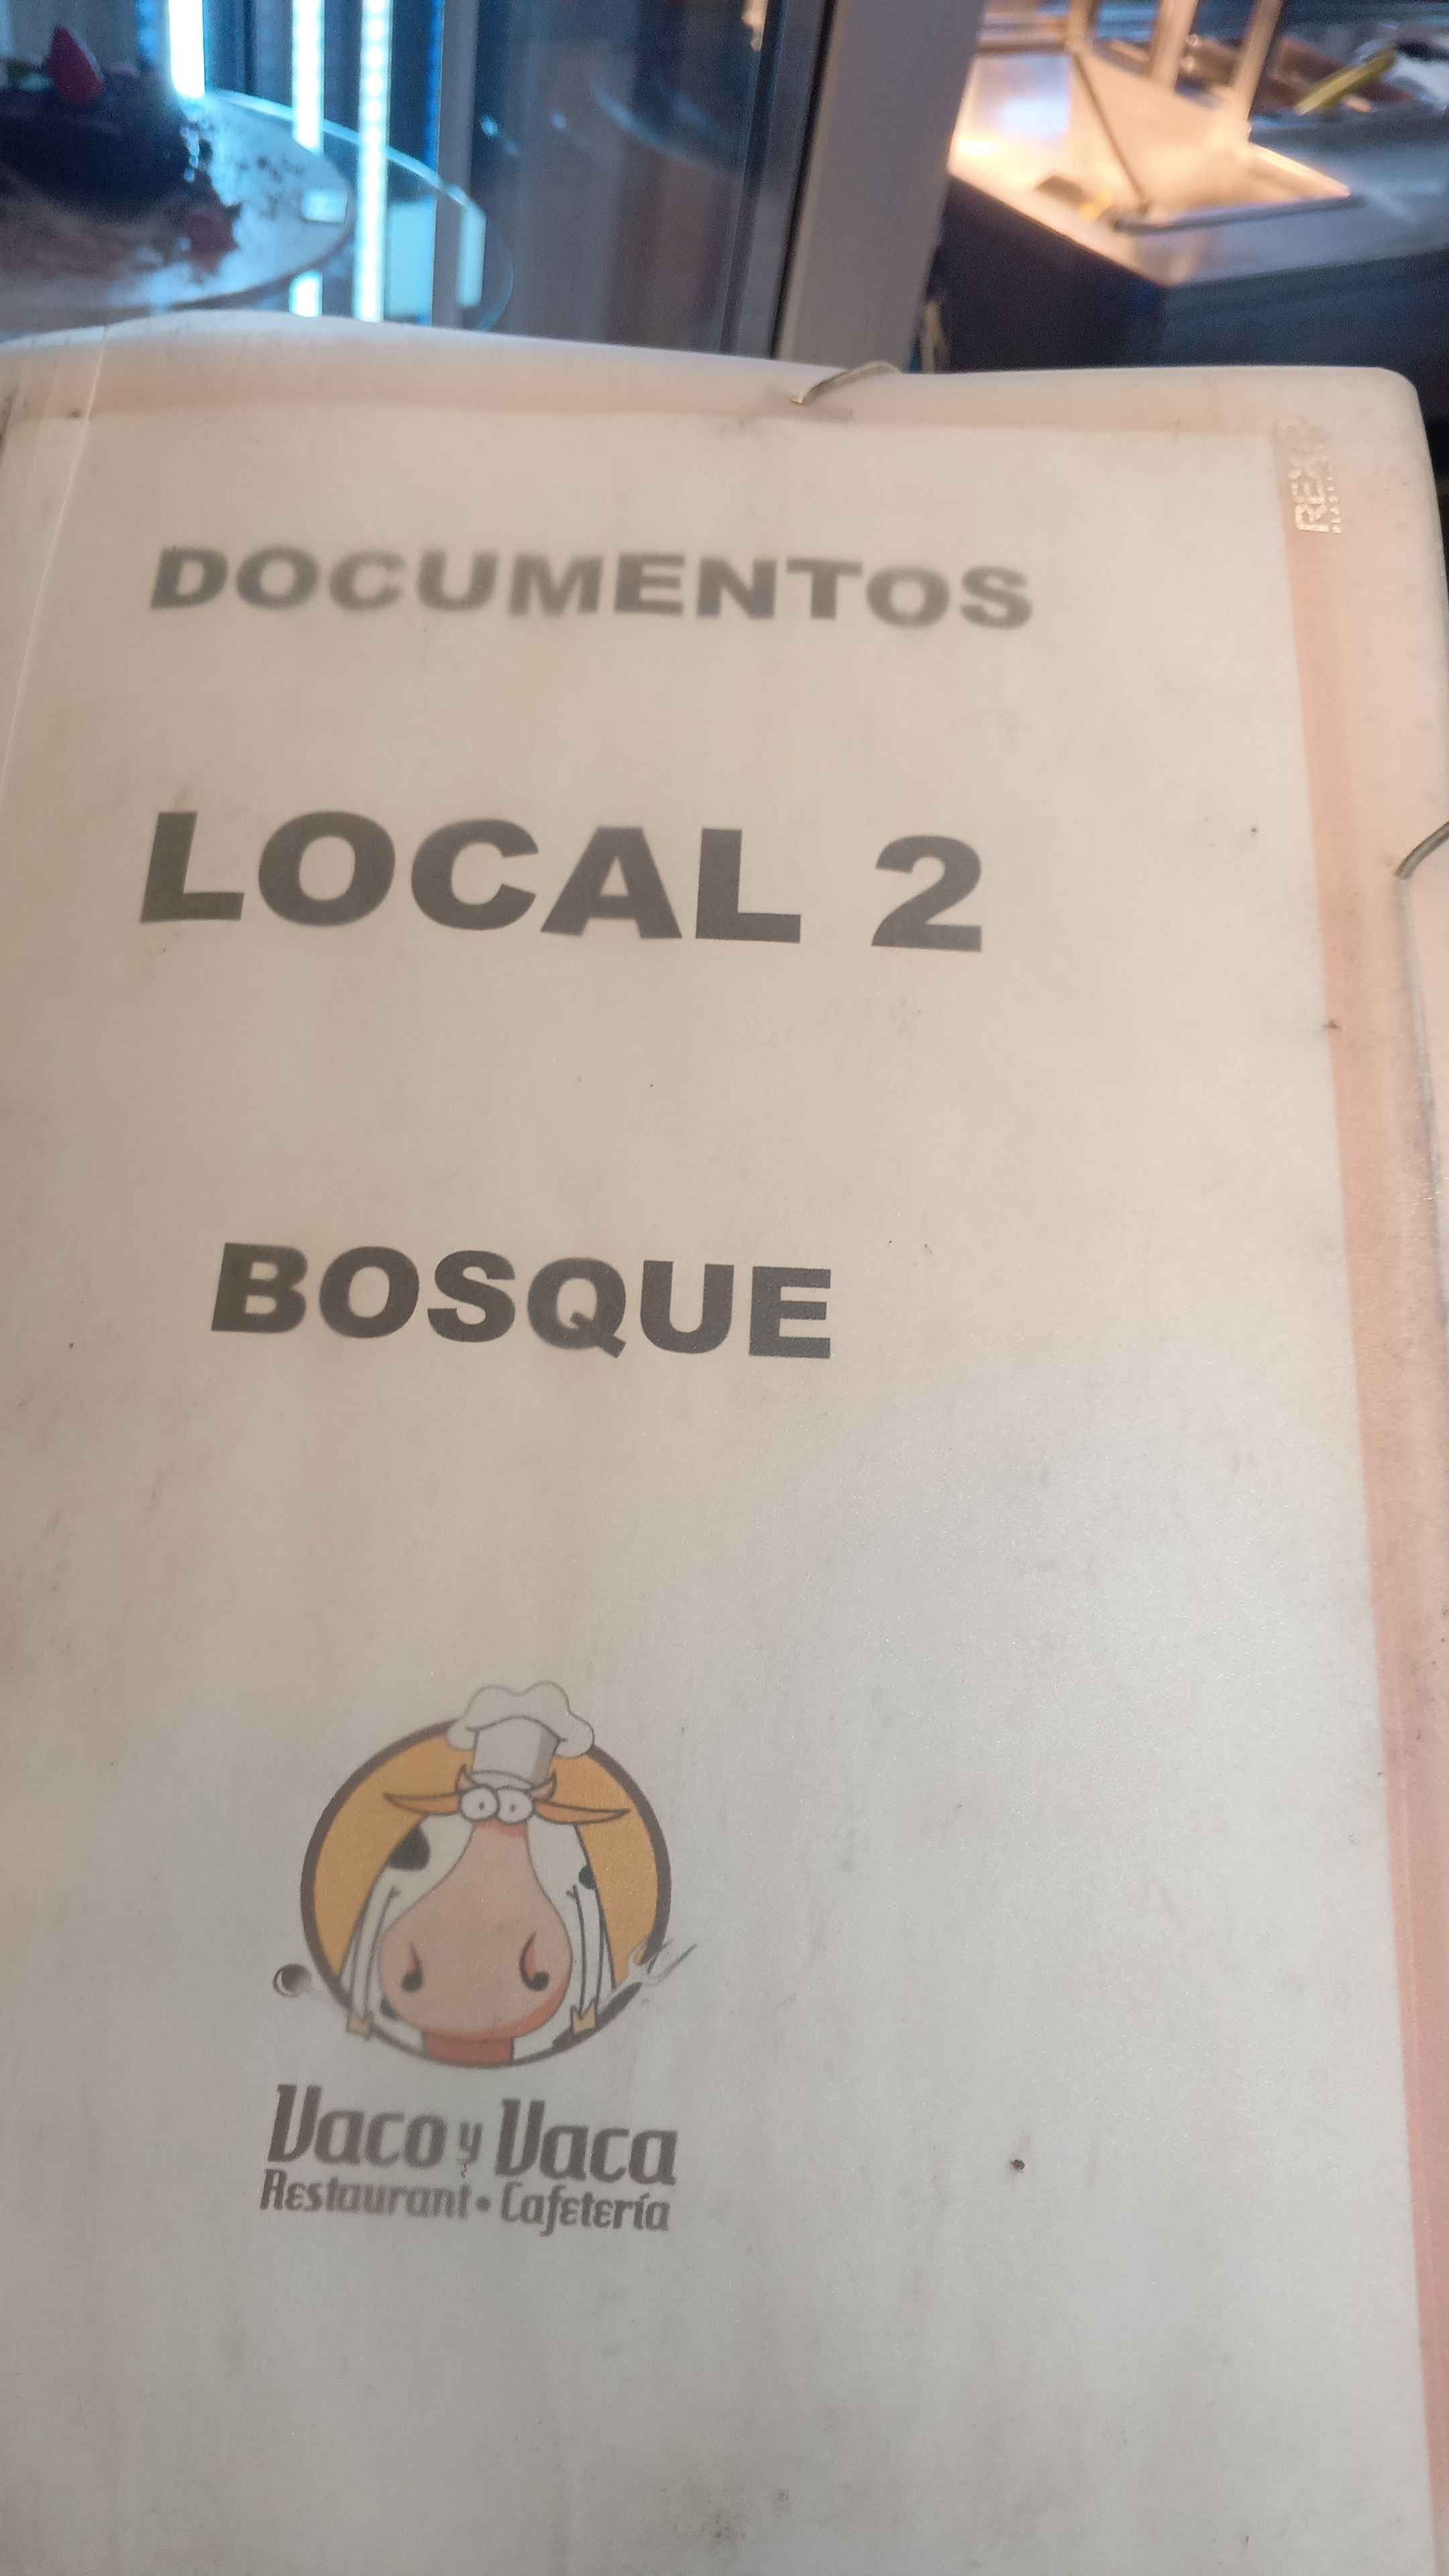 DOCUMENTOS
LOCAL 2
BOSQUE
Vaco y Vaca
Restaurant • Cafetería